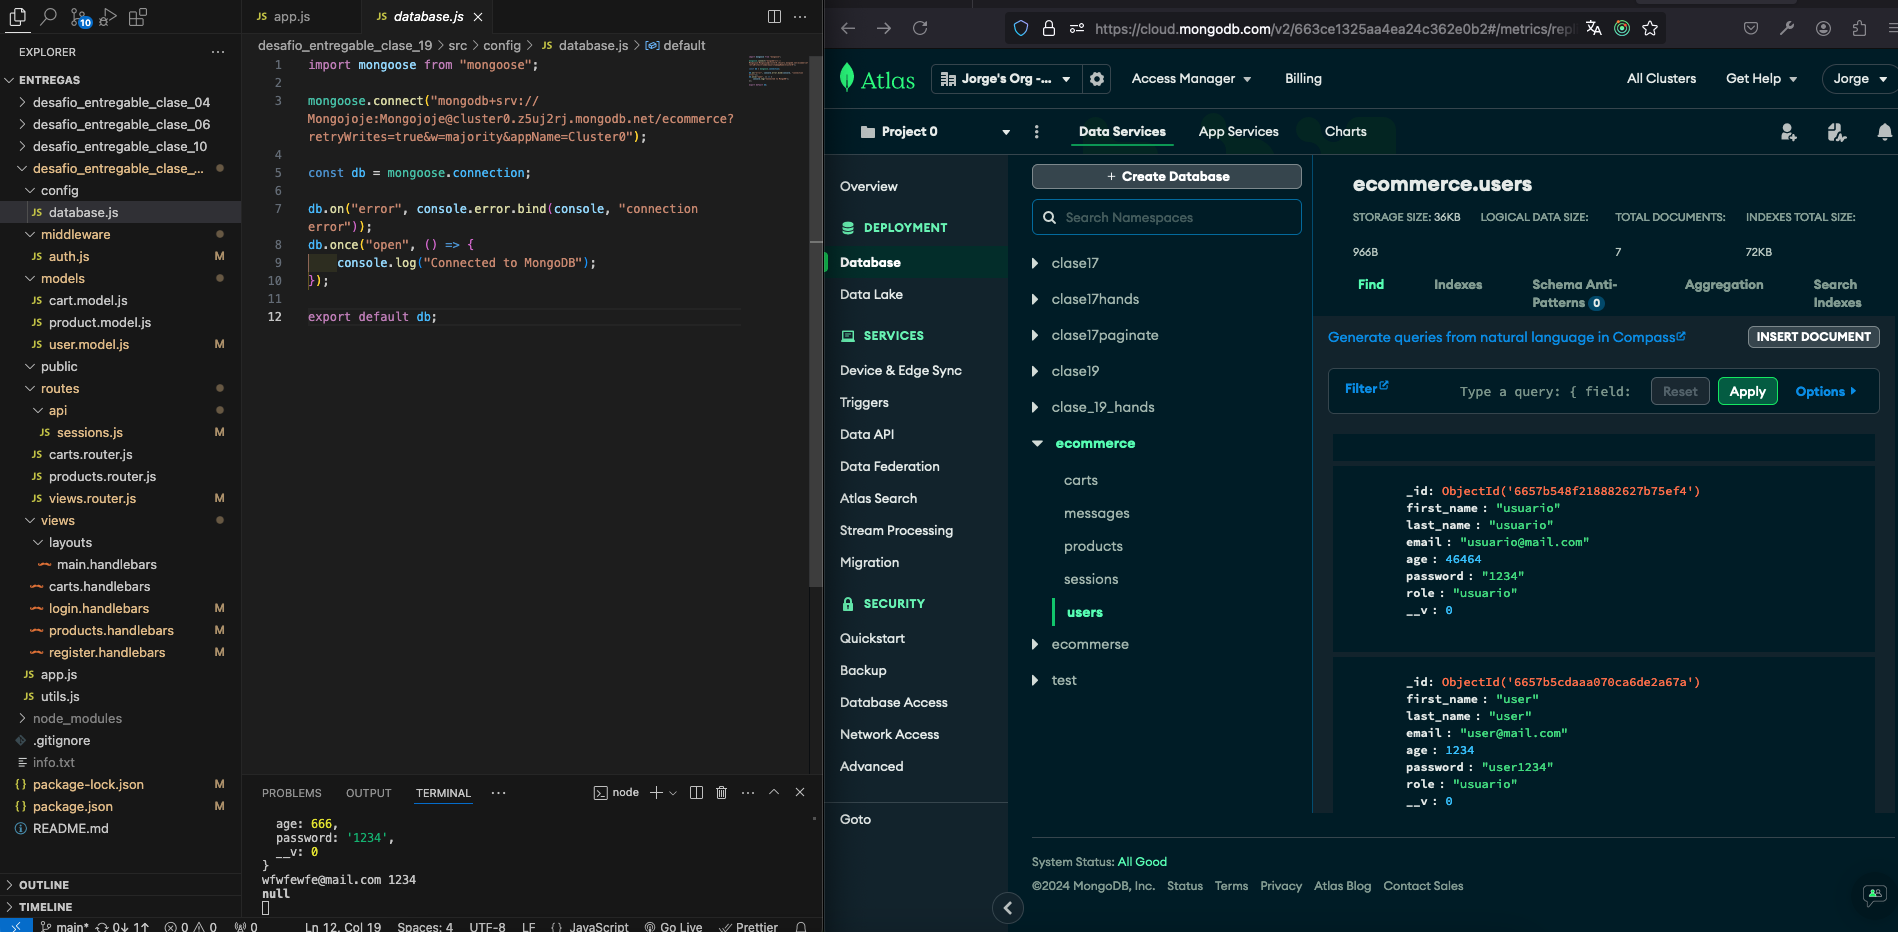 EXPLORER
ENTREGAS
desafio_entregable_clase_04
desafio_entregable_clase_06
desafio_entregable_clase_10
desafio_entregable_clase_...
config
JS database.js
middleware
JS auth.js M
models
JS cart.model.js
JS product.model.js
JS user.model.js M
public
routes
api
JS sessions.js M
JS carts.router.js
JS products.router.js
JS views.router.js M
views
layouts
main.handlebars
carts.handlebars
login.handlebars M
products.handlebars M
register.handlebars M
JS app.js
JS utils.js
node_modules
.gitignore
info.txt
{} package-lock.json M
{} package.json M
README.md
OUTLINE
TIMELINE
10
JS app.js
JS database.js
desafio_entregable_clase_19 > src > config > JS database.js > default
1 import mongoose from "mongoose";
2
3 mongoose.connect("mongodb+srv://
Mongojoje:Mongojoje@cluster0.z5uj2rj.mongodb.net/ecommerce?
retryWrites=true&w=majority&appName=Cluster0");
4
5 const db = mongoose.connection;
6
7 db.on("error", console.error.bind(console, "connection
error"));
8 db.once("open", () => {
9 console.log("Connected to MongoDB");
10 });
11
12 export default db;
PROBLEMS OUTPUT TERMINAL ... node
age: 666,
password: '1234',
__v: 0
}
wfwfewfe@mail.com 1234
null
main* 0↓ 1↑ 0 0 0 Ln 12, Col 19 Spaces: 4 UTF-8 LF {} JavaScript Go Live Prettier
https://cloud.mongodb.com/v2/663ce1325aa4ea24c362e0b2#/metrics/repl
Atlas
Jorge's Org -...
Access Manager
Billing
All Clusters
Get Help
Jorge
Project 0
Data Services
App Services
Charts
Overview
DEPLOYMENT
Database
Data Lake
SERVICES
Device & Edge Sync
Triggers
Data API
Data Federation
Atlas Search
Stream Processing
Migration
SECURITY
Quickstart
Backup
Database Access
Network Access
Advanced
Goto
+ Create Database
Search Namespaces
clase17
clase17hands
clase17paginate
clase19
clase_19_hands
ecommerce
carts
messages
products
sessions
users
ecommerse
test
ecommerce.users
STORAGE SIZE: 36KB LOGICAL DATA SIZE: TOTAL DOCUMENTS: INDEXES TOTAL SIZE:
966B 7 72KB
Find
Indexes
Schema Anti-
Patterns 0
Aggregation
Search
Indexes
Generate queries from natural language in Compass
INSERT DOCUMENT
Filter
Type a query: { field:
Reset
Apply
Options
_id: ObjectId('6657b548f218882627b75ef4')
first_name : "usuario"
last_name : "usuario"
email : "usuario@mail.com"
age : 46464
password : "1234"
role : "usuario"
__v : 0
_id: ObjectId('6657b5cdaaa070ca6de2a67a')
first_name : "user"
last_name : "user"
email : "user@mail.com"
age : 1234
password : "user1234"
role : "usuario"
__v : 0
System Status: All Good
©2024 MongoDB, Inc. Status Terms Privacy Atlas Blog Contact Sales